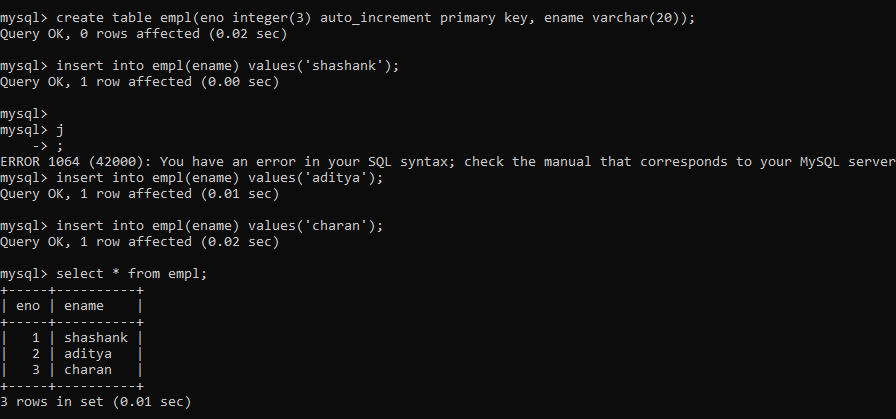 mysql> create table empl(eno integer(3) auto_increment primary key, ename varchar(20));
Query OK, 0 rows affected (0.02 sec)
mysql> insert into empl(ename) values('shashank');
Query OK, 1 row affected (0.00 sec)
mysql>
mysql> j
    -> ;
ERROR 1064 (42000): You have an error in your SQL syntax; check the manual that corresponds to your MySQL server
mysql> insert into empl(ename) values('aditya');
Query OK, 1 row affected (0.01 sec)
mysql> insert into empl(ename) values('charan');
Query OK, 1 row affected (0.02 sec)
mysql> select * from empl;
+-----+----------+
| eno | ename    |
+-----+----------+
|   1 | shashank |
|   2 | aditya   |
|   3 | charan   |
+-----+----------+
3 rows in set (0.01 sec)